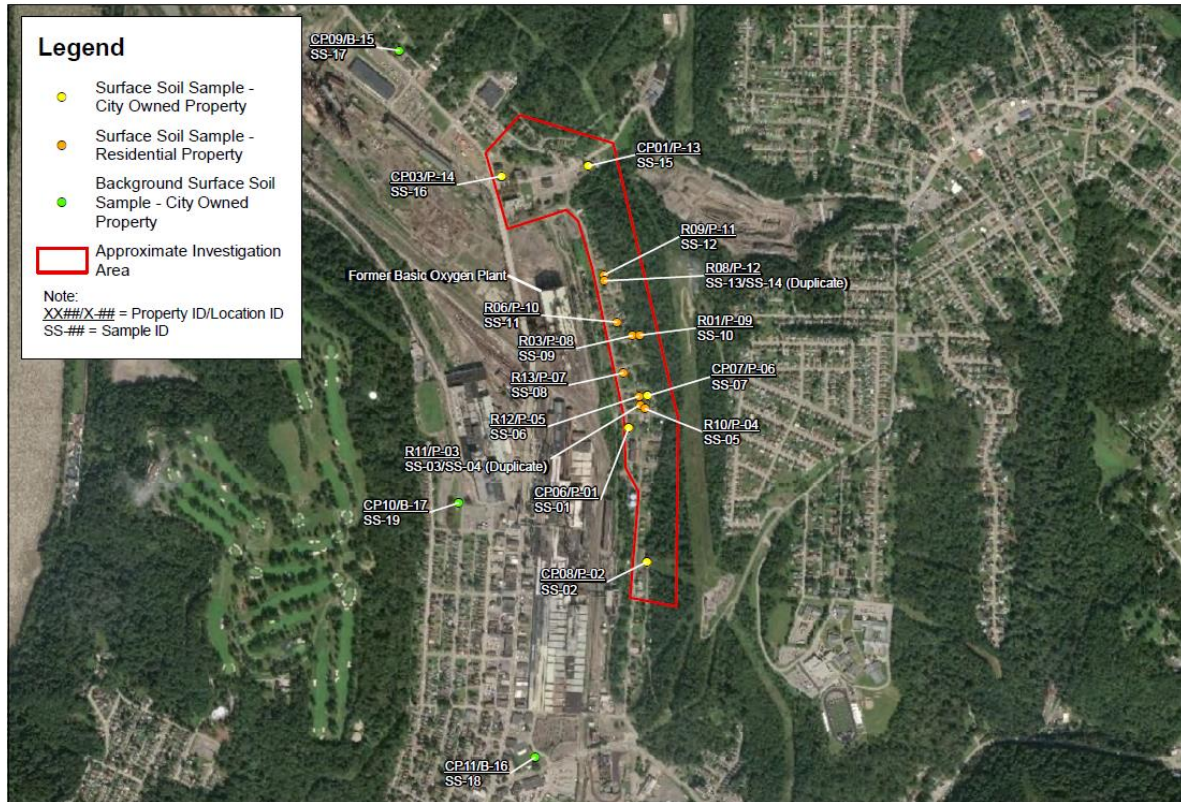 Legend
Surface Soil Sample -
City Owned Property
Surface Soil Sample -
Residential Property
Background Surface Soil
Sample - City Owned
Property
Approximate Investigation
Area
Note:
XX##/X-## = Property ID/Location ID
SS-## = Sample ID
CP09/B-15
SS-17
CP01/P-13
SS-15
CP03/P-14
SS-16
R09/P-11
SS-12
Former Basic Oxygen Plant
R08/P-12
SS-13/SS-14 (Duplicate)
R06/P-10
SS-11
R01/P-09
SS-10
R03/P-08
SS-09
R13/P-07
SS-08
CP07/P-06
SS-07
R12/P-05
SS-06
R10/P-04
SS-05
R11/P-03
SS-03/SS-04 (Duplicate)
CP06/P-01
SS-01
CP10/B-17
SS-19
CP08/P-02
SS-02
CP11/B-16
SS-18